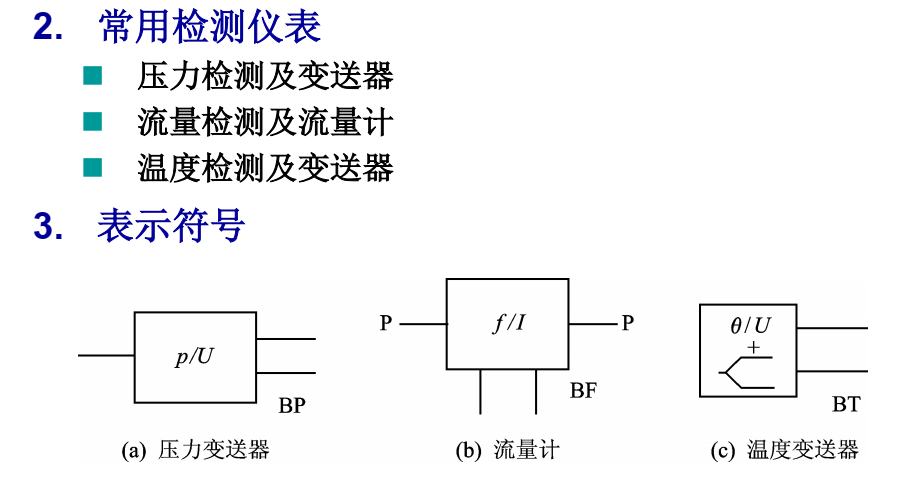 2. 常用检测仪表
压力检测及变送器
流量检测及流量计
温度检测及变送器
3. 表示符号
p/U
BP
(a) 压力变送器
P
f/I
P
BF
(b) 流量计
θ/U
+
BT
(c) 温度变送器